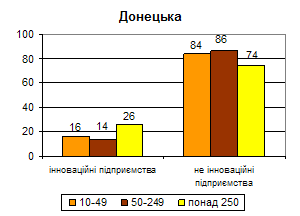 Донецька
100
80
60
40
20
0
16
14
26
84
86
74
інноваційні підприємства
не інноваційні
підприємства
10-49
50-249
понад 250